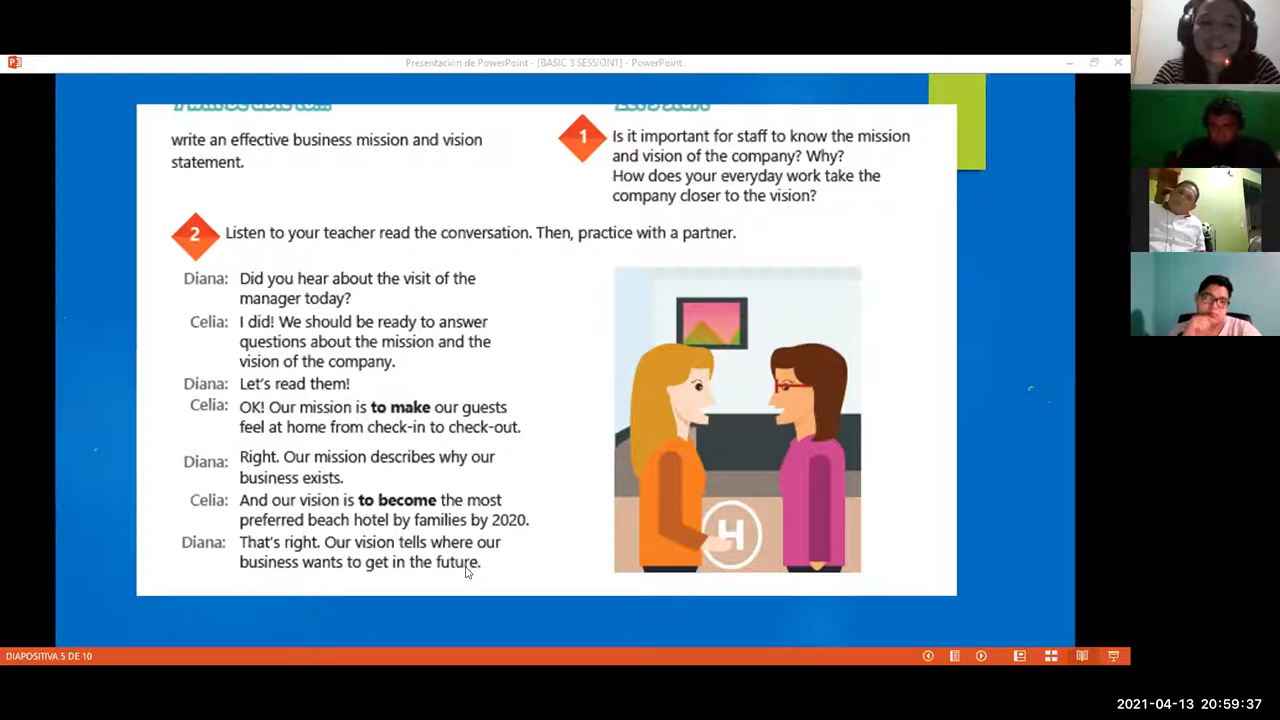 Presentación de PowerPoint - [BASIC 3 SESSION1] - PowerPoint
write an effective business mission and vision
statement.
1
Is it important for staff to know the mission
and vision of the company? Why?
How does your everyday work take the
company closer to the vision?
2
Listen to your teacher read the conversation. Then, practice with a partner.
Diana: Did you hear about the visit of the
manager today?
Celia: I did! We should be ready to answer
questions about the mission and the
vision of the company.
Diana: Let's read them!
Celia: OK! Our mission is to make our guests
feel at home from check-in to check-out.
Diana: Right. Our mission describes why our
business exists.
Celia: And our vision is to become the most
preferred beach hotel by families by 2020.
Diana: That's right. Our vision tells where our
business wants to get in the future.
H
DIAPOSITIVA 5 DE 10
2021-04-13 20:59:37